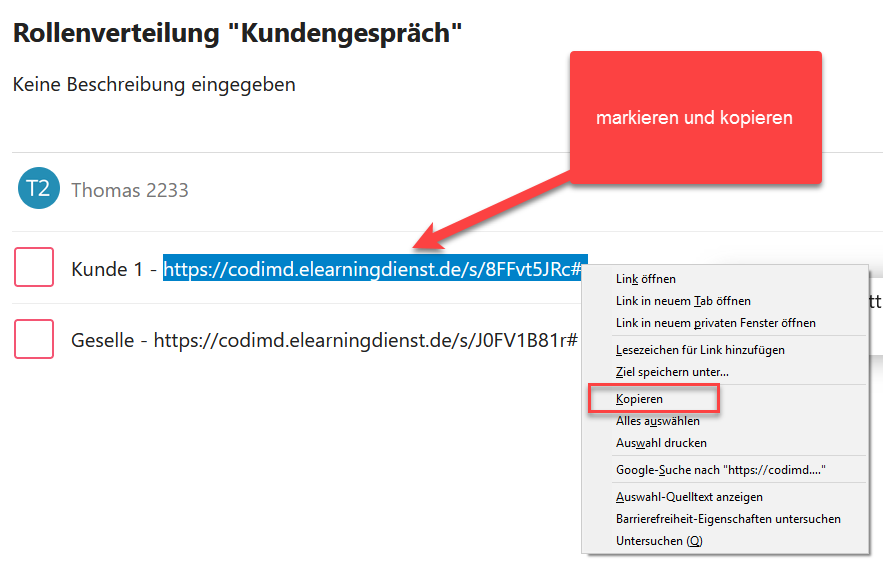 Rollenverteilung "Kundengespräch"
Keine Beschreibung eingegeben
markieren und kopieren
T2 Thomas 2233
Kunde 1 - https://codimd.elearningdienst.de/s/8FFvt5JRc#
Geselle - https://codimd.elearningdienst.de/s/J0FV1B81r#
Link öffnen
Link in neuem Tab öffnen
Link in neuem privaten Fenster öffnen
Lesezeichen für Link hinzufügen
Ziel speichern unter...
Kopieren
Alles auswählen
Auswahl drucken
Google-Suche nach "https://codimd...."
Auswahl-Quelltext anzeigen
Barrierefreiheit-Eigenschaften untersuchen
Untersuchen (Q)